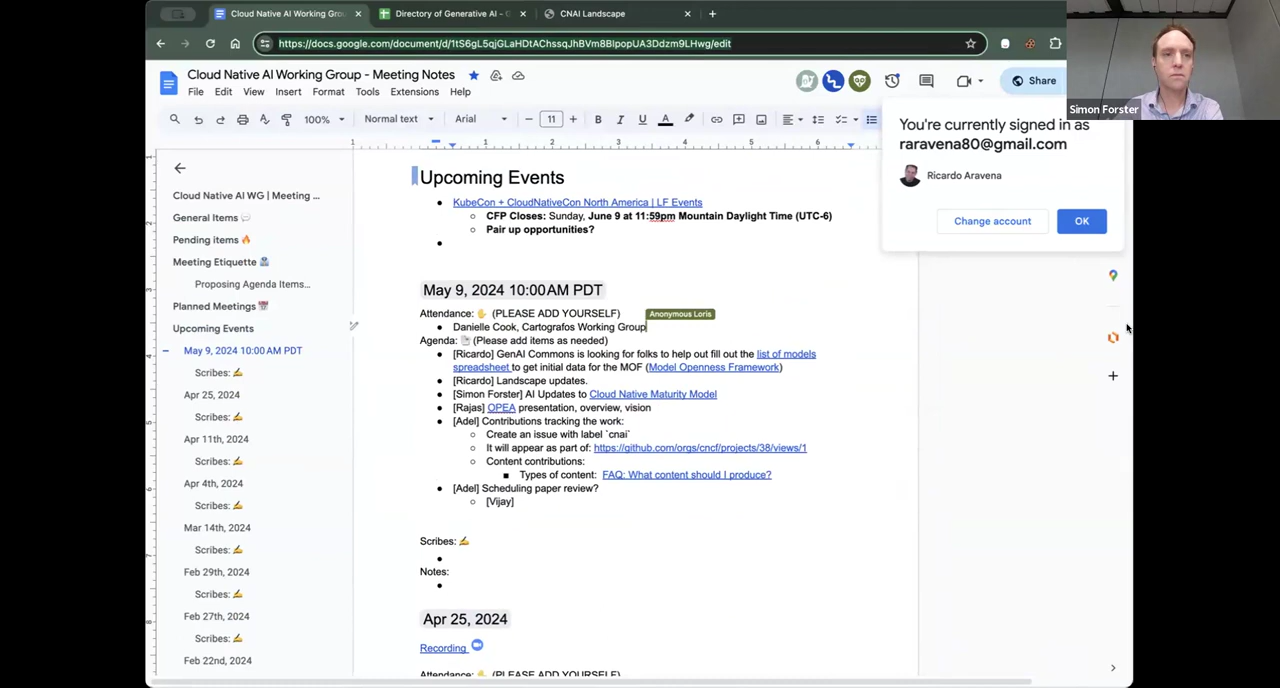 Cloud Native AI Working Grou
Directory of Generative AI - G
CNAI Landscape
https://docs.google.com/document/d/1tS6gL5qjGLaHDtAChssqJhBVm8BIpopUA3Ddzm9LHwg/edit
Cloud Native AI Working Group - Meeting Notes
Share
File Edit View Insert Format Tools Extensions Help
100% Normal text Arial 11 B I U A
1 1 2 3 4 5 6
Simon Forster
You're currently signed in as
raravena80@gmail.com
Ricardo Aravena
Change account OK
Cloud Native AI WG | Meeting ...
General Items 💬
Pending items 🔥
Meeting Etiquette
Proposing Agenda Items...
Planned Meetings 📅
Upcoming Events
May 9, 2024 10:00 AM PDT
Scribes: ✍️
Apr 25, 2024
Scribes: ✍️
Apr 11th, 2024
Scribes: ✍️
Apr 4th, 2024
Scribes: ✍️
Mar 14th, 2024
Scribes: ✍️
Feb 29th, 2024
Scribes: ✍️
Feb 27th, 2024
Scribes: ✍️
Feb 22nd, 2024
Upcoming Events
● KubeCon + CloudNativeCon North America | LF Events
○ CFP Closes: Sunday, June 9 at 11:59pm Mountain Daylight Time (UTC-6)
○ Pair up opportunities?
●
May 9, 2024 10:00 AM PDT
Attendance: ✋ (PLEASE ADD YOURSELF)
Anonymous Loris
● Danielle Cook, Cartografos Working Group
Agenda: 📄 (Please add items as needed)
● [Ricardo] GenAI Commons is looking for folks to help out fill out the list of models
spreadsheet to get initial data for the MOF (Model Openness Framework)
● [Ricardo] Landscape updates.
● [Simon Forster] AI Updates to Cloud Native Maturity Model
● [Rajas] OPEA presentation, overview, vision
● [Adel] Contributions tracking the work:
○ Create an issue with label `cnai`
○ It will appear as part of: https://github.com/orgs/cncf/projects/38/views/1
○ Content contributions:
■ Types of content: FAQ: What content should I produce?
● [Adel] Scheduling paper review?
○ [Vijay]
Scribes: ✍️
●
Notes:
●
Apr 25, 2024
Recording
Attendance: ✋ (PLEASE ADD YOURSELF)